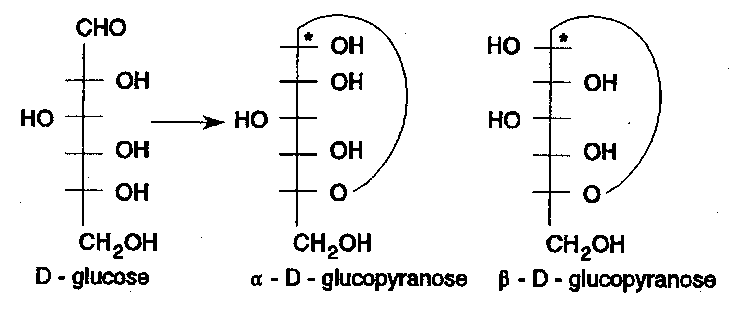 CHO
OH
HO
OH
OH
CH₂OH
D - glucose
* OH
OH
HO
OH
O
CH₂OH
α - D - glucopyranose
HO *
OH
HO
OH
O
CH₂OH
β - D - glucopyranose